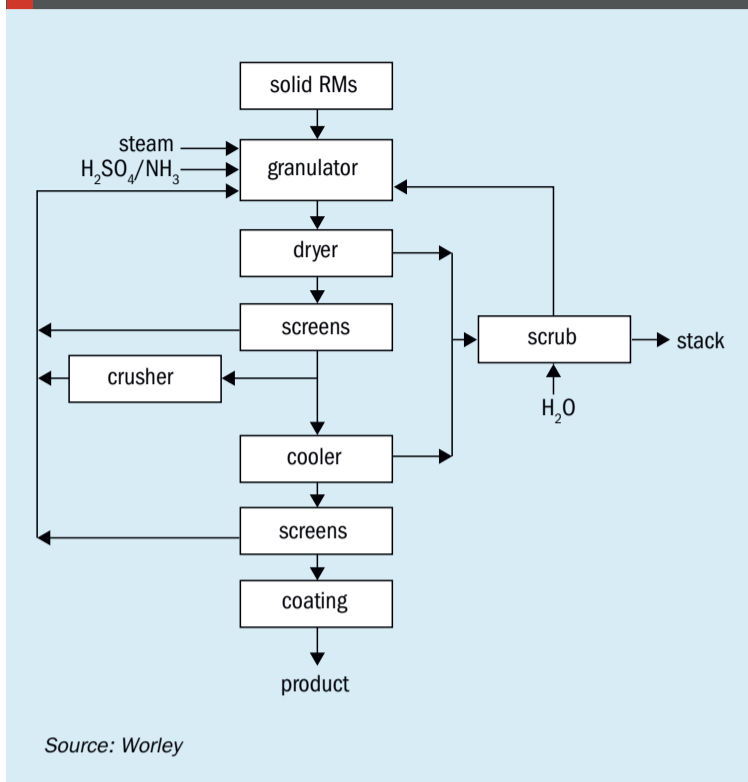 solid RMs
steam
H₂SO₄/NH₃
granulator
dryer
screens
scrub
stack
crusher
H₂O
cooler
screens
coating
product
Source: Worley